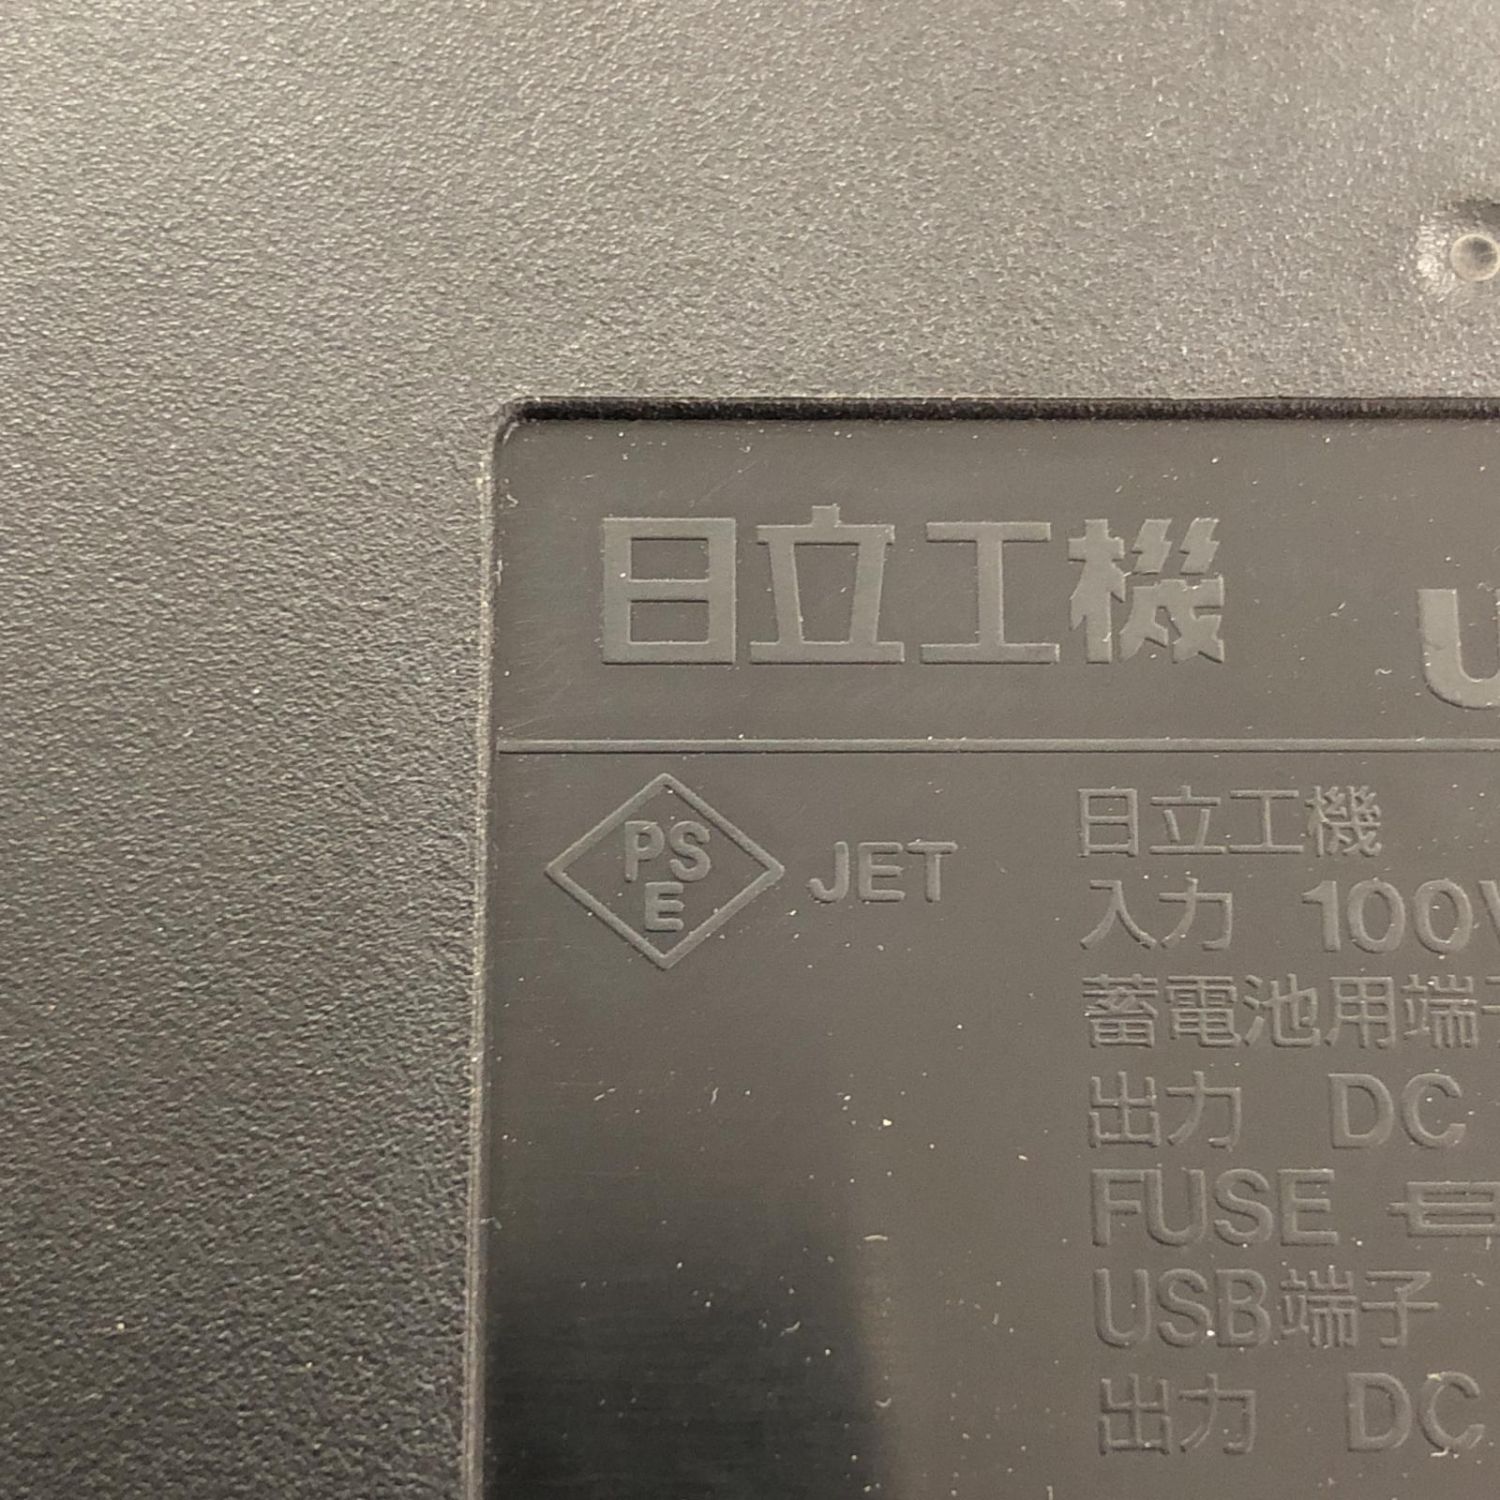 日立工機 U
PS
E
JET
日立工機
入力 100V
蓄電池用端子
出力 DC
FUSE
USB端子
出力 DC